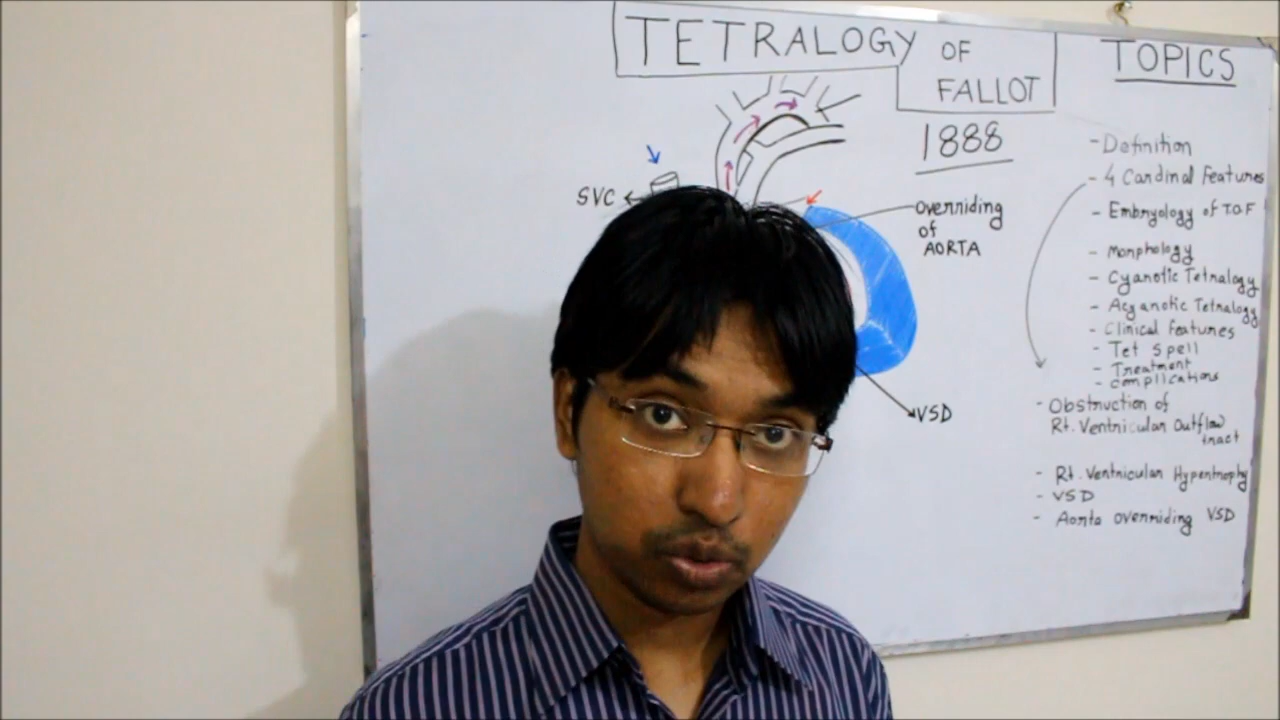 TETRALOGY OF
FALLOT
1888
SVC
Overriding
of
AORTA
VSD
TOPICS
- Definition
- 4 Cardinal Features
- Embryology of T.O.F
- Morphology
- Cyanotic Tetralogy
- Acyanotic Tetralogy
- Clinical features
- Tet spell
- Treatment
- complications
- Obstruction of
Rt. Ventricular Outflow
tract
- Rt. Ventricular Hypertrophy
- VSD
- Aorta overriding VSD